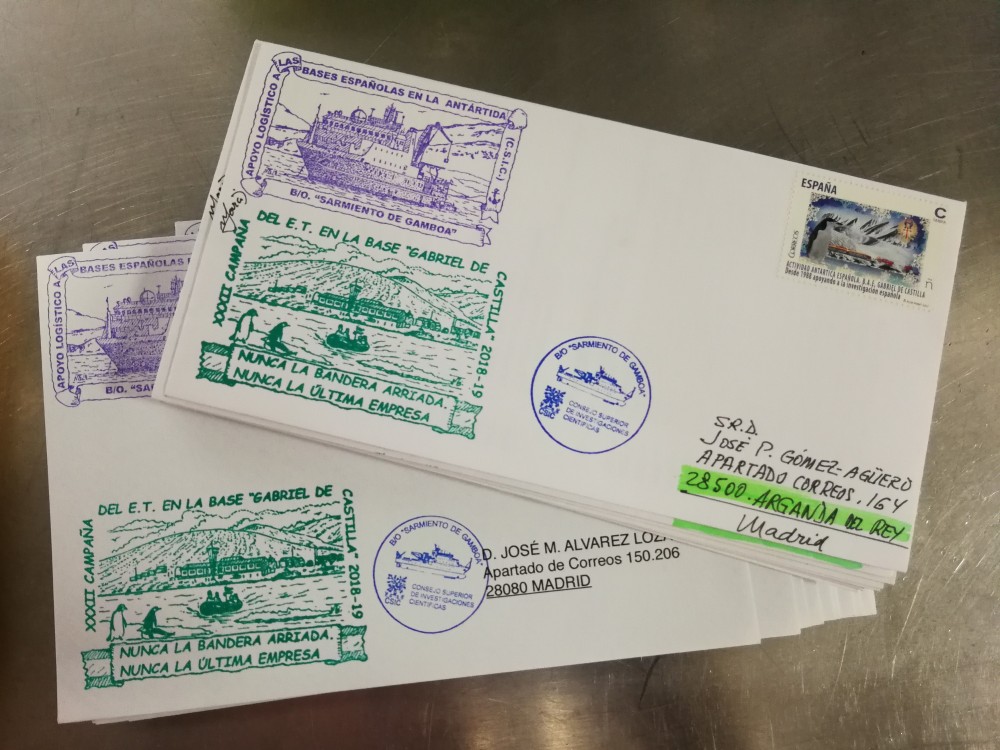 APOYO LOGÍSTICO A LAS BASES ESPAÑOLAS EN LA ANTÁRTIDA (C.S.I.C.)
B/O. "SARMIENTO DE GAMBOA"
XXXII CAMPAÑA DEL E.T. EN LA BASE "GABRIEL DE CASTILLA" 2018-19
NUNCA LA BANDERA ARRIADA.
NUNCA LA ÚLTIMA EMPRESA
B/O "SARMIENTO DE GAMBOA"
CONSEJO SUPERIOR
DE INVESTIGACIONES
CIENTIFICAS
CSIC
ESPAÑA
C
CORREOS
ACTIVIDAD ANTÁRTICA ESPAÑOLA. B.A.E. GABRIEL DE CASTILLA
Desde 1988 apoyando a la investigación española
SR.D
JOSÉ P. GÓMEZ-AGÜERO
APARTADO CORREOS. 164
28500. ARGANDA DEL REY
Madrid
APOYO LOGÍSTICO A LAS BASES ESPAÑOLAS EN
B/O. "SAR
XXXII CAMPAÑA DEL E.T. EN LA BASE "GABRIEL DE CASTILLA" 2018-19
NUNCA LA BANDERA ARRIADA.
NUNCA LA ÚLTIMA EMPRESA
B/O "SARMIENTO DE GAMBOA"
CONSEJO SUPERIOR
DE INVESTIGACIONES
CIENTIFICAS
CSIC
D. JOSÉ M. ALVAREZ LOZA
Apartado de Correos 150.206
28080 MADRID